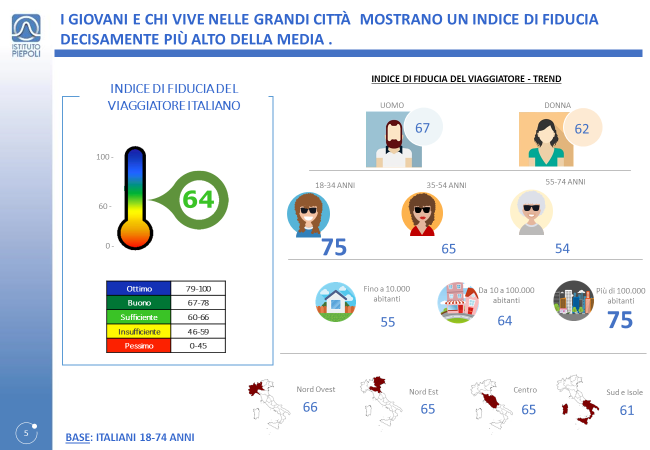 I GIOVANI E CHI VIVE NELLE GRANDI CITTÀ MOSTRANO UN INDICE DI FIDUCIA
DECISAMENTE PIÙ ALTO DELLA MEDIA .
ISTITUTO
PIEPOLI
INDICE DI FIDUCIA DEL
VIAGGIATORE ITALIANO
100 -
60 -
0 -
64
Ottimo 79-100
Buono 67-78
Sufficiente 60-66
Insufficiente 46-59
Pessimo 0-45
INDICE DI FIDUCIA DEL VIAGGIATORE - TREND
UOMO
67
DONNA
62
18-34 ANNI
75
35-54 ANNI
65
55-74 ANNI
54
Fino a 10.000
abitanti
55
Da 10 a 100.000
abitanti
64
Più di 100.000
abitanti
75
Nord Ovest
66
Nord Est
65
Centro
65
Sud e Isole
61
5
BASE: ITALIANI 18-74 ANNI